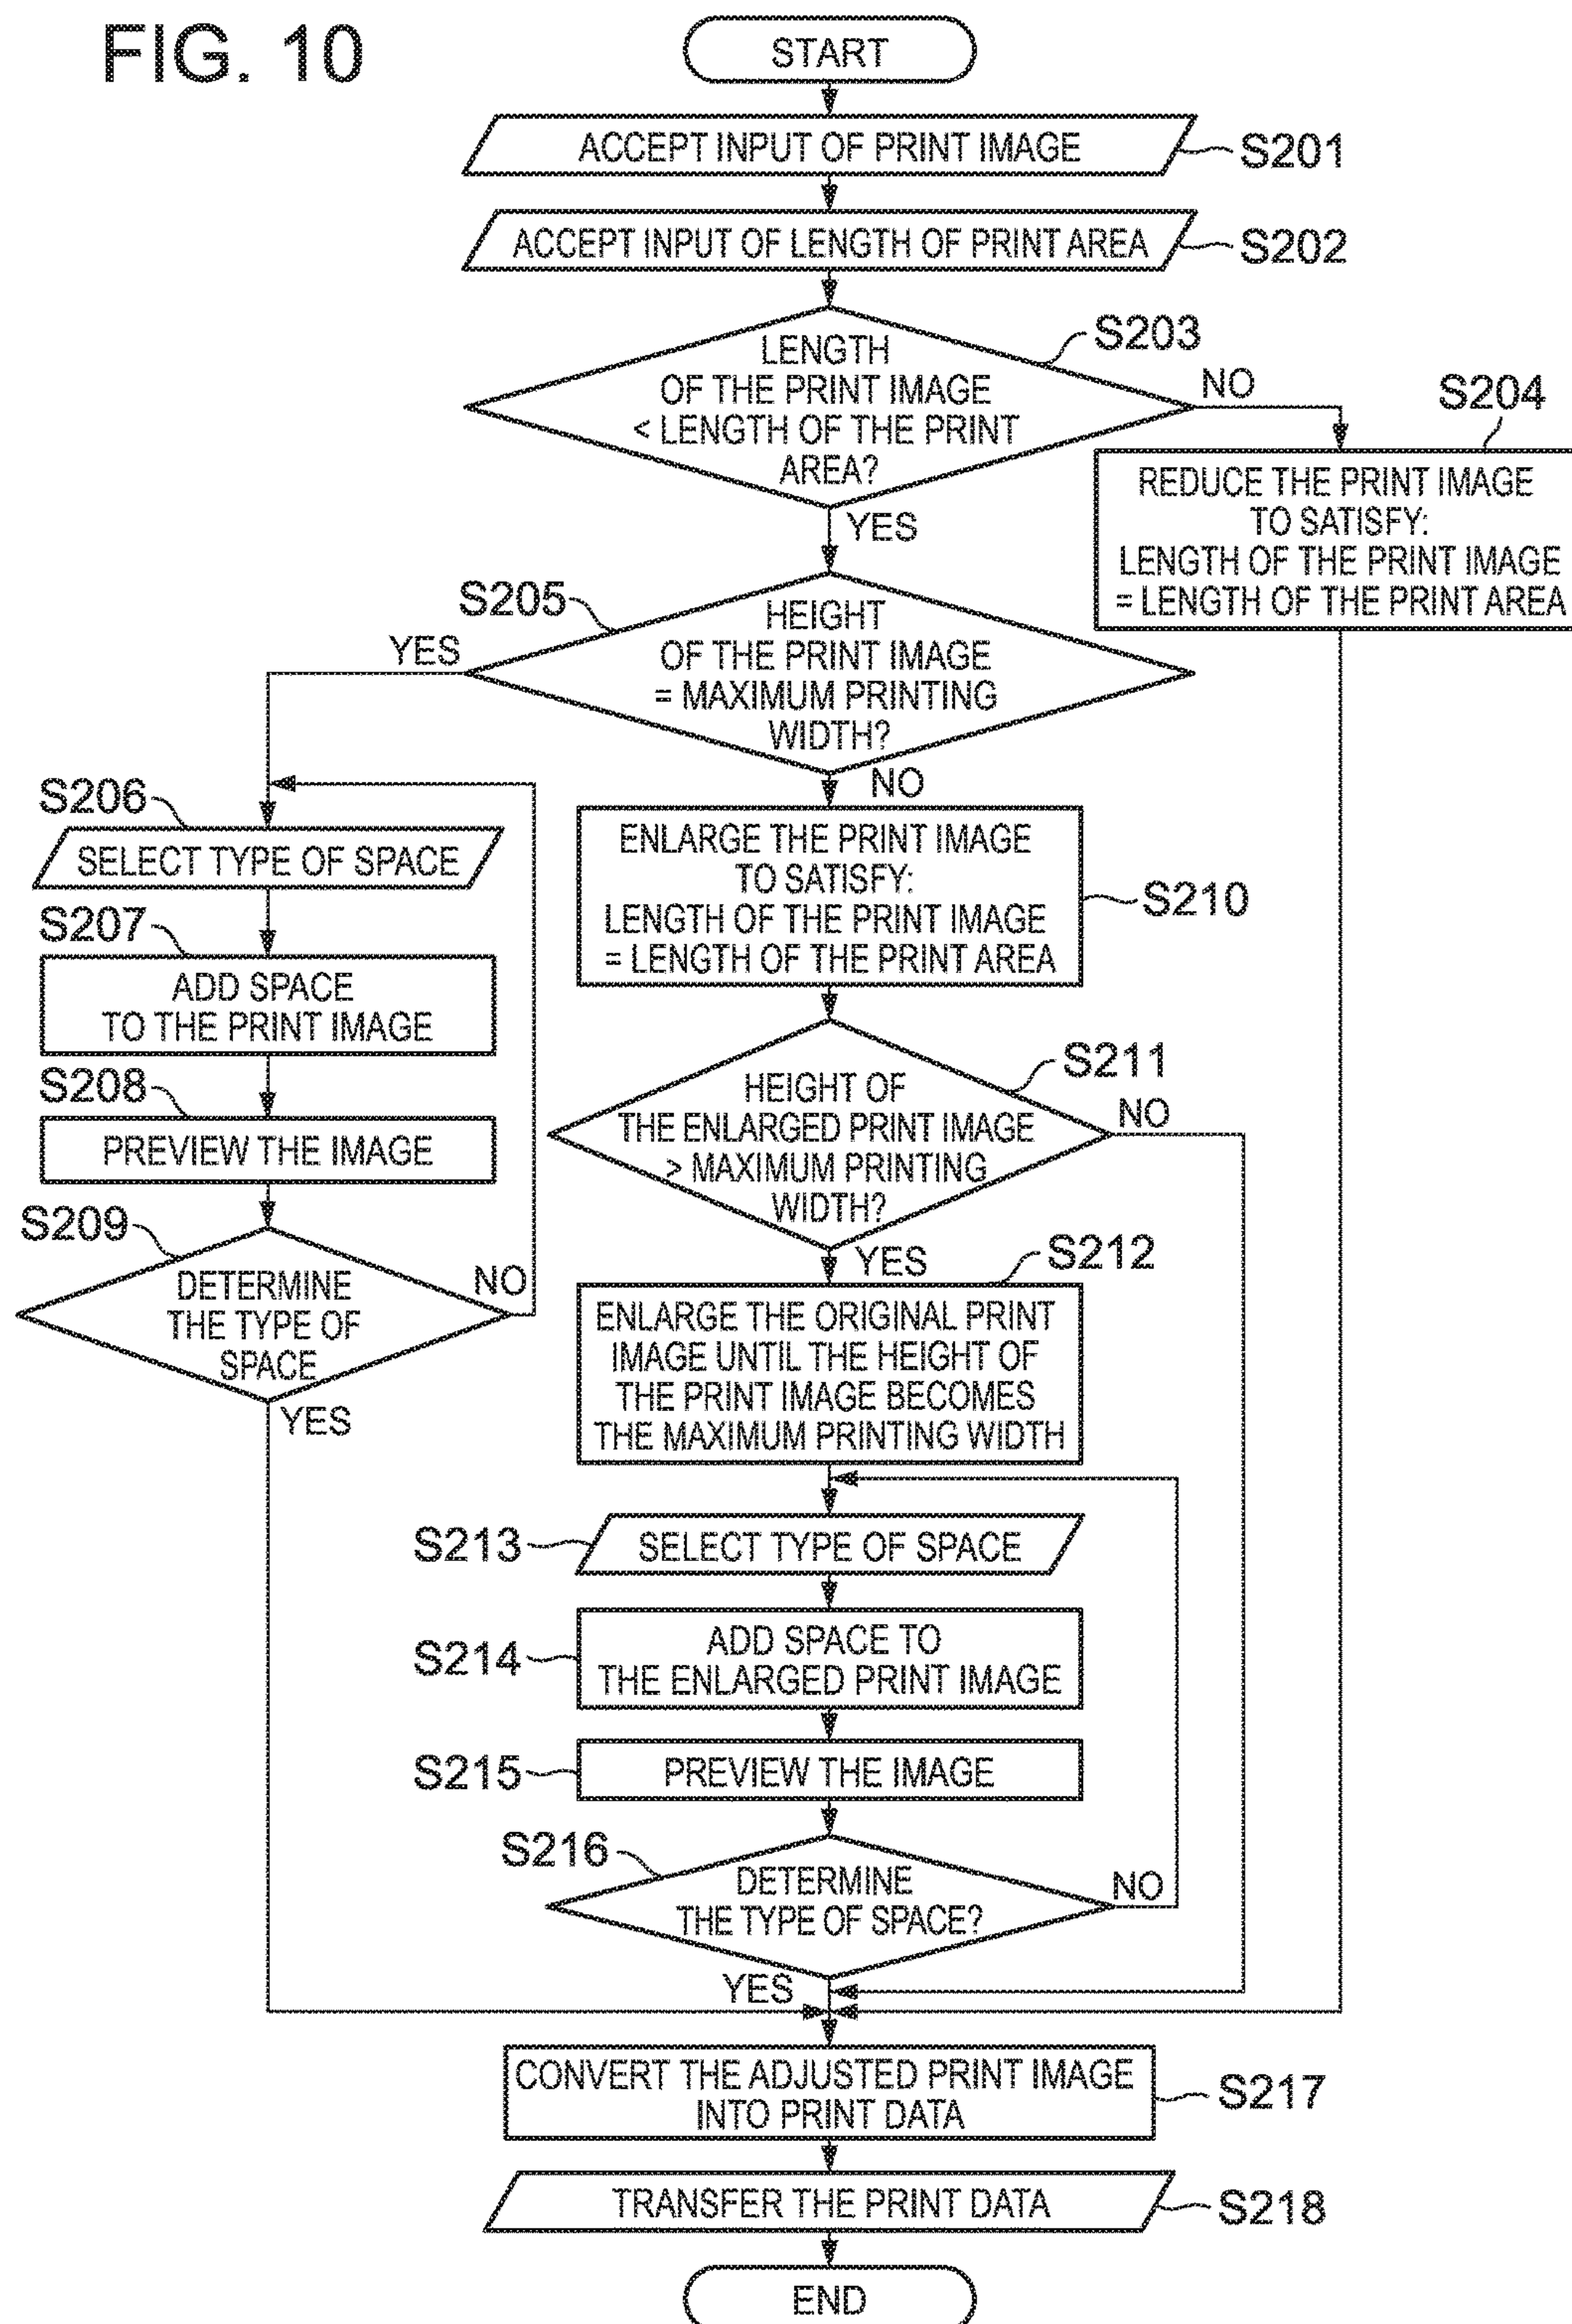 FIG. 10
START
ACCEPT INPUT OF PRINT IMAGE
S201
ACCEPT INPUT OF LENGTH OF PRINT AREA
S202
LENGTH
OF THE PRINT IMAGE
< LENGTH OF THE PRINT
AREA?
S203
NO
YES
S204
REDUCE THE PRINT IMAGE
TO SATISFY:
LENGTH OF THE PRINT IMAGE
= LENGTH OF THE PRINT AREA
S205
HEIGHT
OF THE PRINT IMAGE
= MAXIMUM PRINTING
WIDTH?
YES
NO
S206
SELECT TYPE OF SPACE
S207
ADD SPACE
TO THE PRINT IMAGE
S208
PREVIEW THE IMAGE
S209
DETERMINE
THE TYPE OF
SPACE
NO
YES
ENLARGE THE PRINT IMAGE
TO SATISFY:
LENGTH OF THE PRINT IMAGE
= LENGTH OF THE PRINT AREA
S210
HEIGHT OF
THE ENLARGED PRINT IMAGE
> MAXIMUM PRINTING
WIDTH?
S211
NO
YES
S212
ENLARGE THE ORIGINAL PRINT
IMAGE UNTIL THE HEIGHT OF
THE PRINT IMAGE BECOMES
THE MAXIMUM PRINTING WIDTH
S213
SELECT TYPE OF SPACE
S214
ADD SPACE TO
THE ENLARGED PRINT IMAGE
S215
PREVIEW THE IMAGE
S216
DETERMINE
THE TYPE OF SPACE?
NO
YES
CONVERT THE ADJUSTED PRINT IMAGE
INTO PRINT DATA
S217
TRANSFER THE PRINT DATA
S218
END